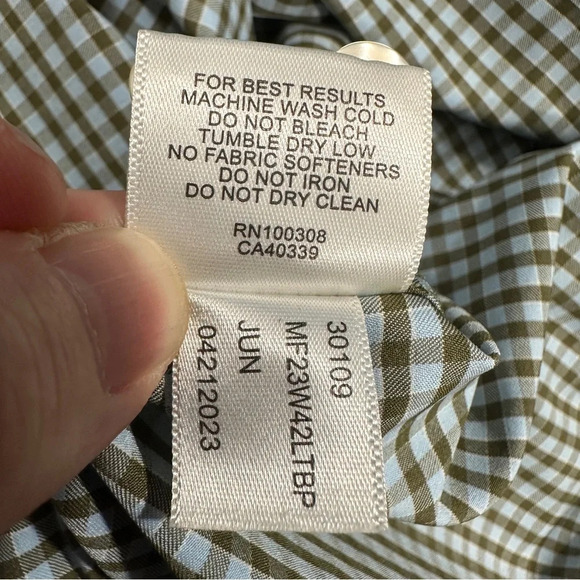 FOR BEST RESULTS
MACHINE WASH COLD
DO NOT BLEACH
TUMBLE DRY LOW
NO FABRIC SOFTENERS
DO NOT IRON
DO NOT DRY CLEAN
RN100308
CA40339
30109
MF23W42LTBP
JUN
04212023